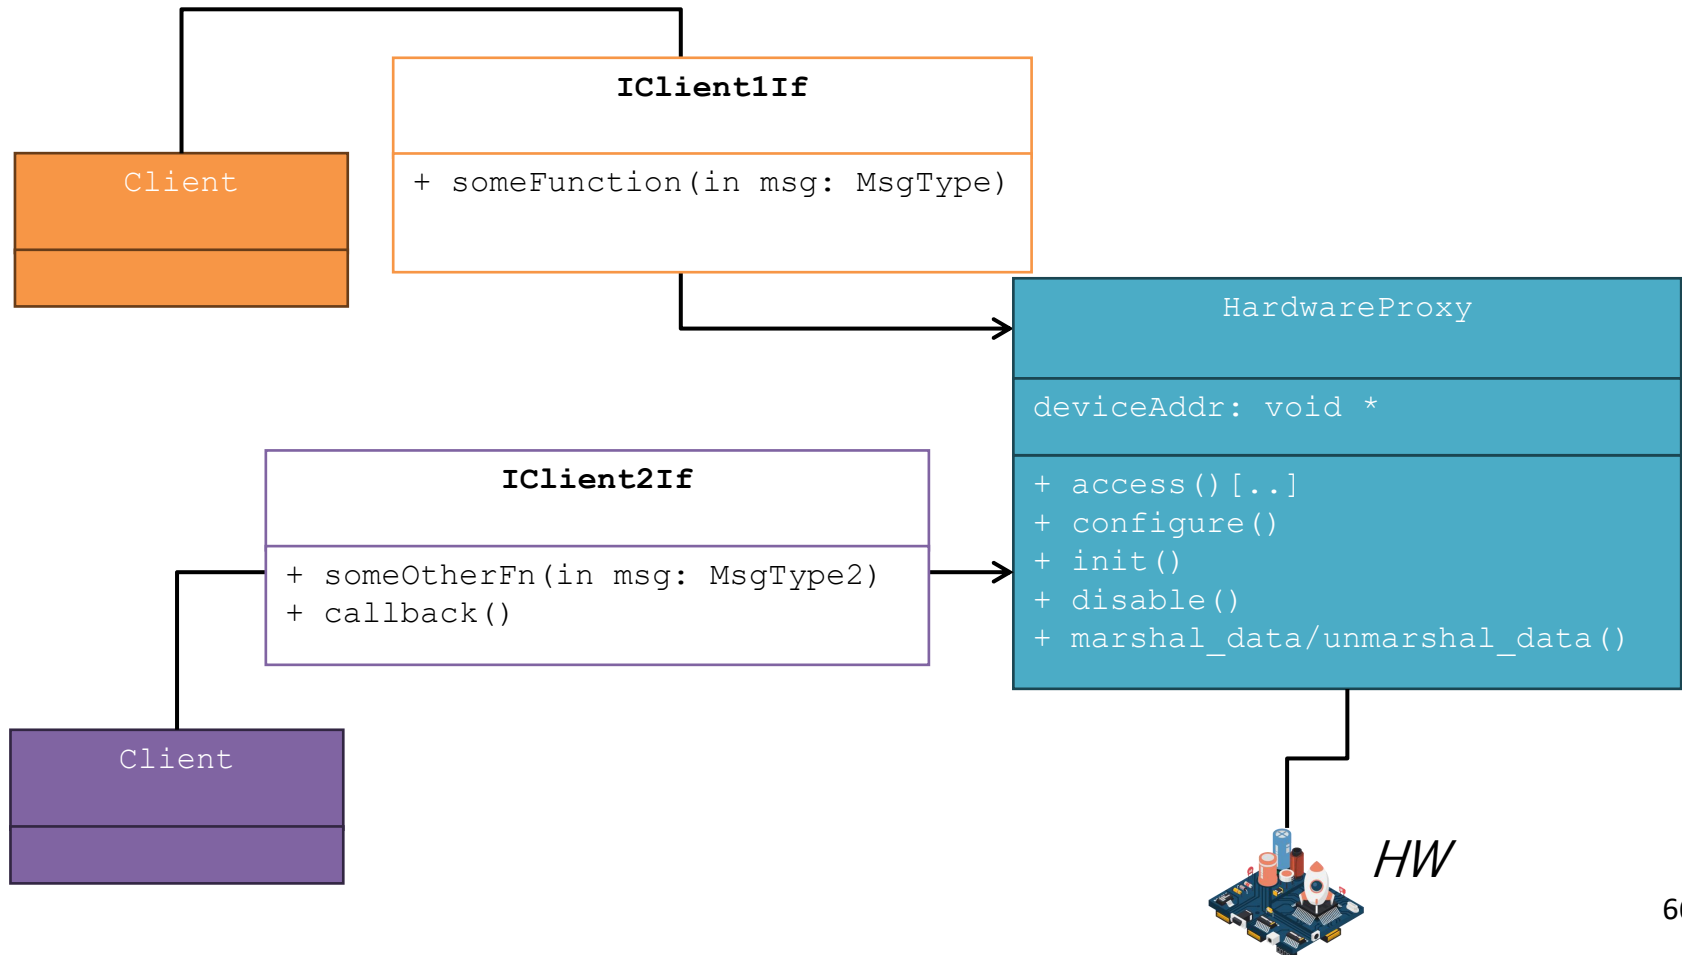 IClient1If
Client
+ someFunction(in msg: MsgType)
HardwareProxy
deviceAddr: void *
IClient2If
+ access()[..]
+ configure()
+ init()
+ disable()
+ marshal_data/unmarshal_data()
+ someOtherFn(in msg: MsgType2)
+ callback()
Client
HW